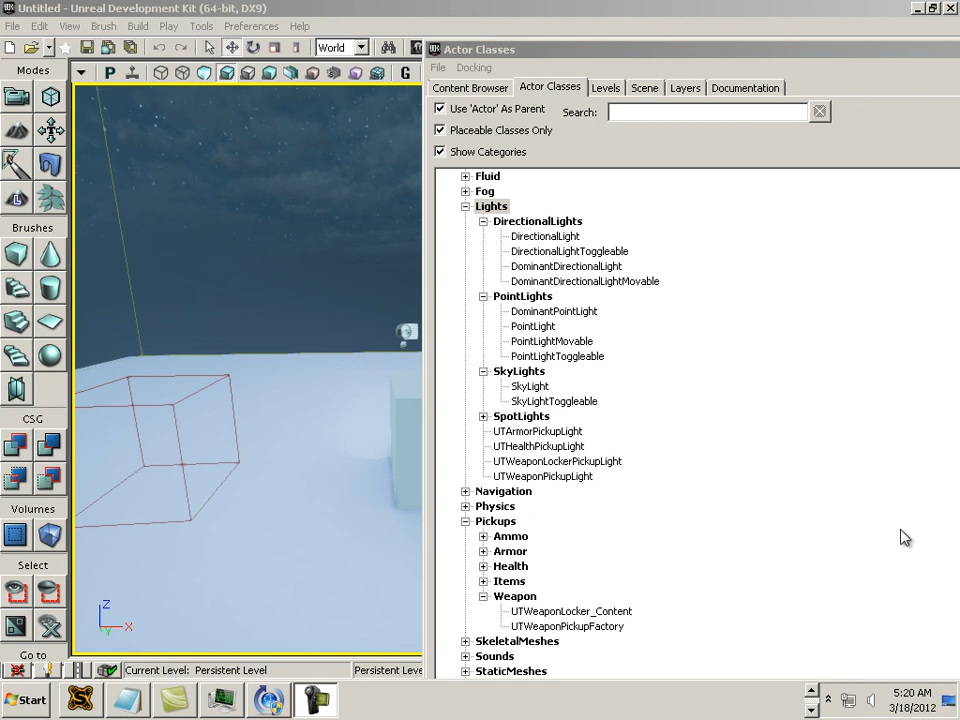 Untitled - Unreal Development Kit (64-bit, DX9)
File Edit View Brush Build Play Tools Preferences Help
World
Actor Classes
Modes
P
G
File Docking
Content Browser Actor Classes Levels Scene Layers Documentation
Use 'Actor' As Parent
Search:
Placeable Classes Only
Show Categories
Fluid
Fog
Lights
DirectionalLights
DirectionalLight
DirectionalLightToggleable
DominantDirectionalLight
DominantDirectionalLightMovable
PointLights
DominantPointLight
PointLight
PointLightMovable
PointLightToggleable
SkyLights
SkyLight
SkyLightToggleable
SpotLights
UTArmorPickupLight
UTHealthPickupLight
UTWeaponLockerPickupLight
UTWeaponPickupLight
Navigation
Physics
Pickups
Ammo
Armor
Health
Items
Weapon
UTWeaponLocker_Content
UTWeaponPickupFactory
SkeletalMeshes
Sounds
StaticMeshes
Brushes
CSG
Volumes
Select
Go to
Z
X
Y
Current Level: Persistent Level
Persistent Leve
Start
5:20 AM
3/18/2012